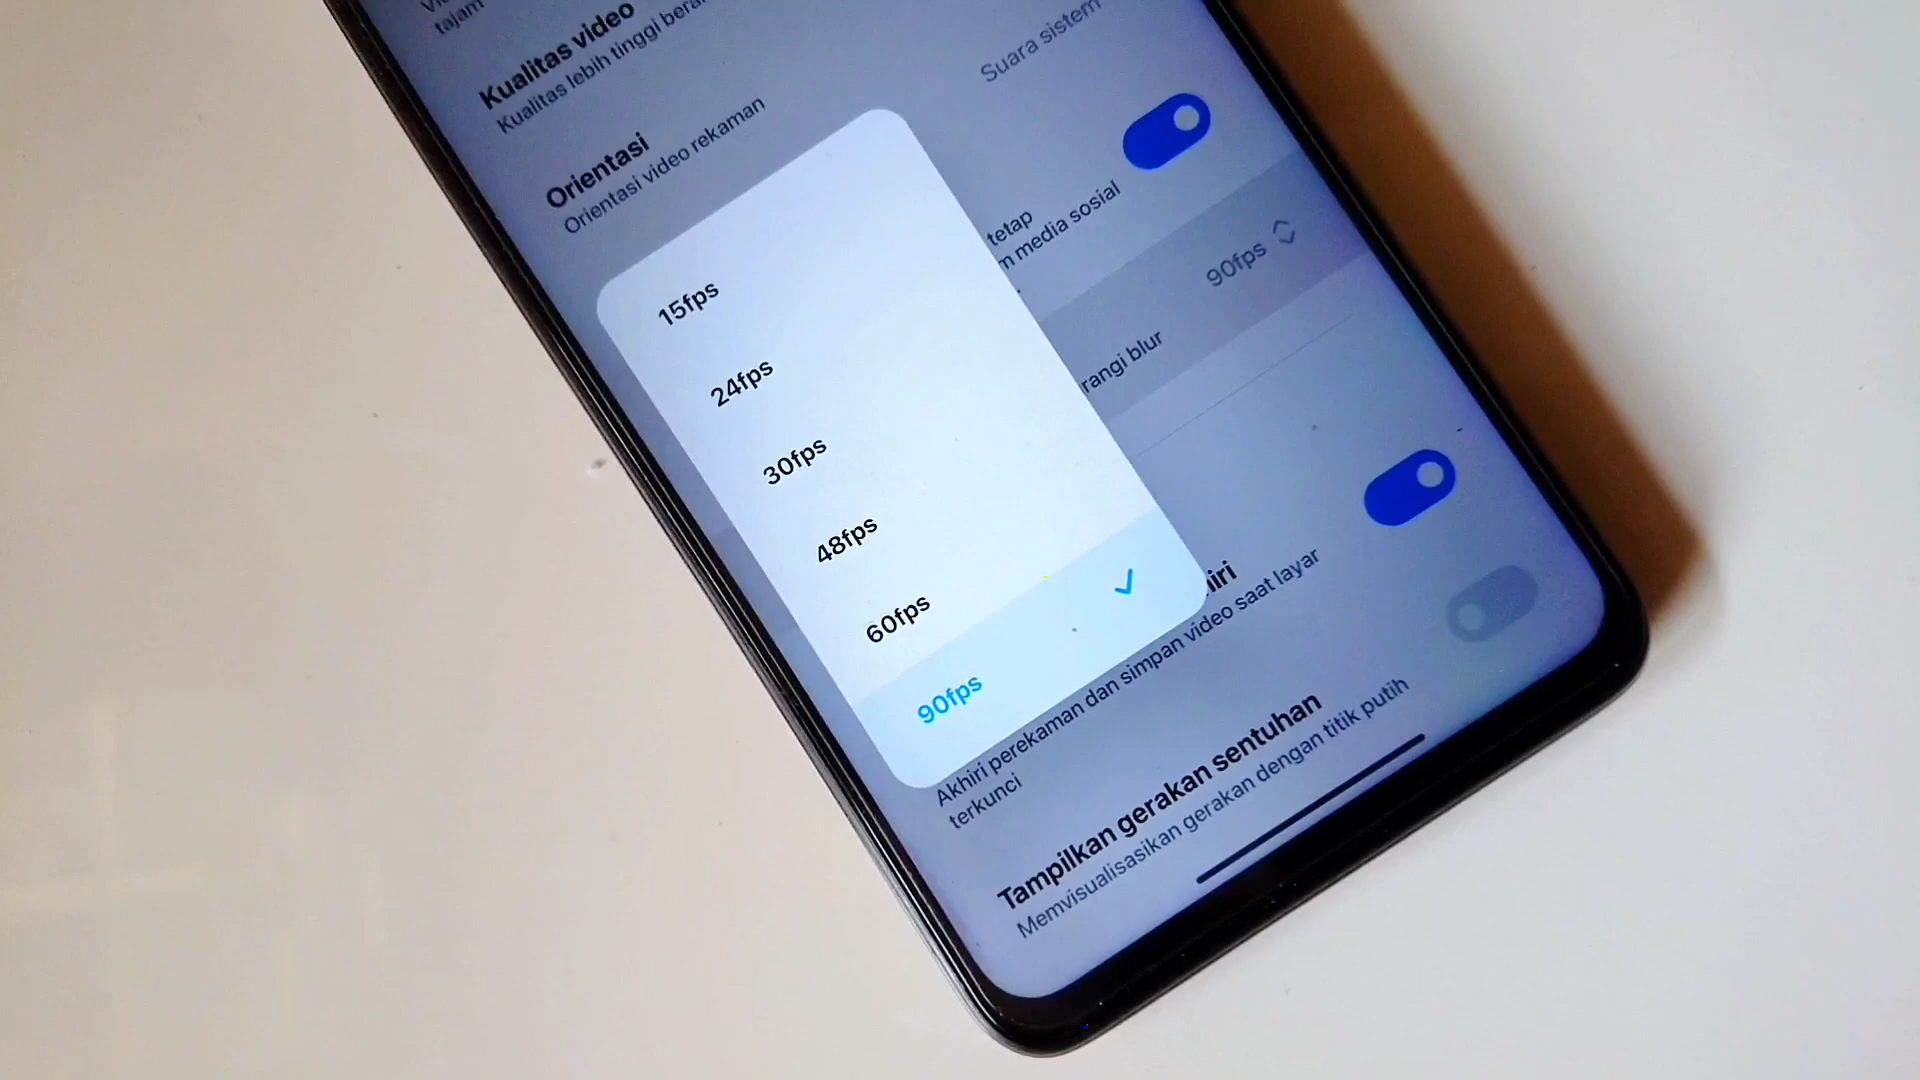 tajam
Kualitas video
Kualitas lebih tinggi
Orientasi
Orientasi video rekaman
Suara sistem
tetap
media sosial
90fps
blur
15fps
24fps
30fps
48fps
60fps
90fps
Akhiri perekaman dan simpan video saat layar
terkunci
Tampilkan gerakan sentuhan
Memvisualisasikan gerakan dengan titik putih